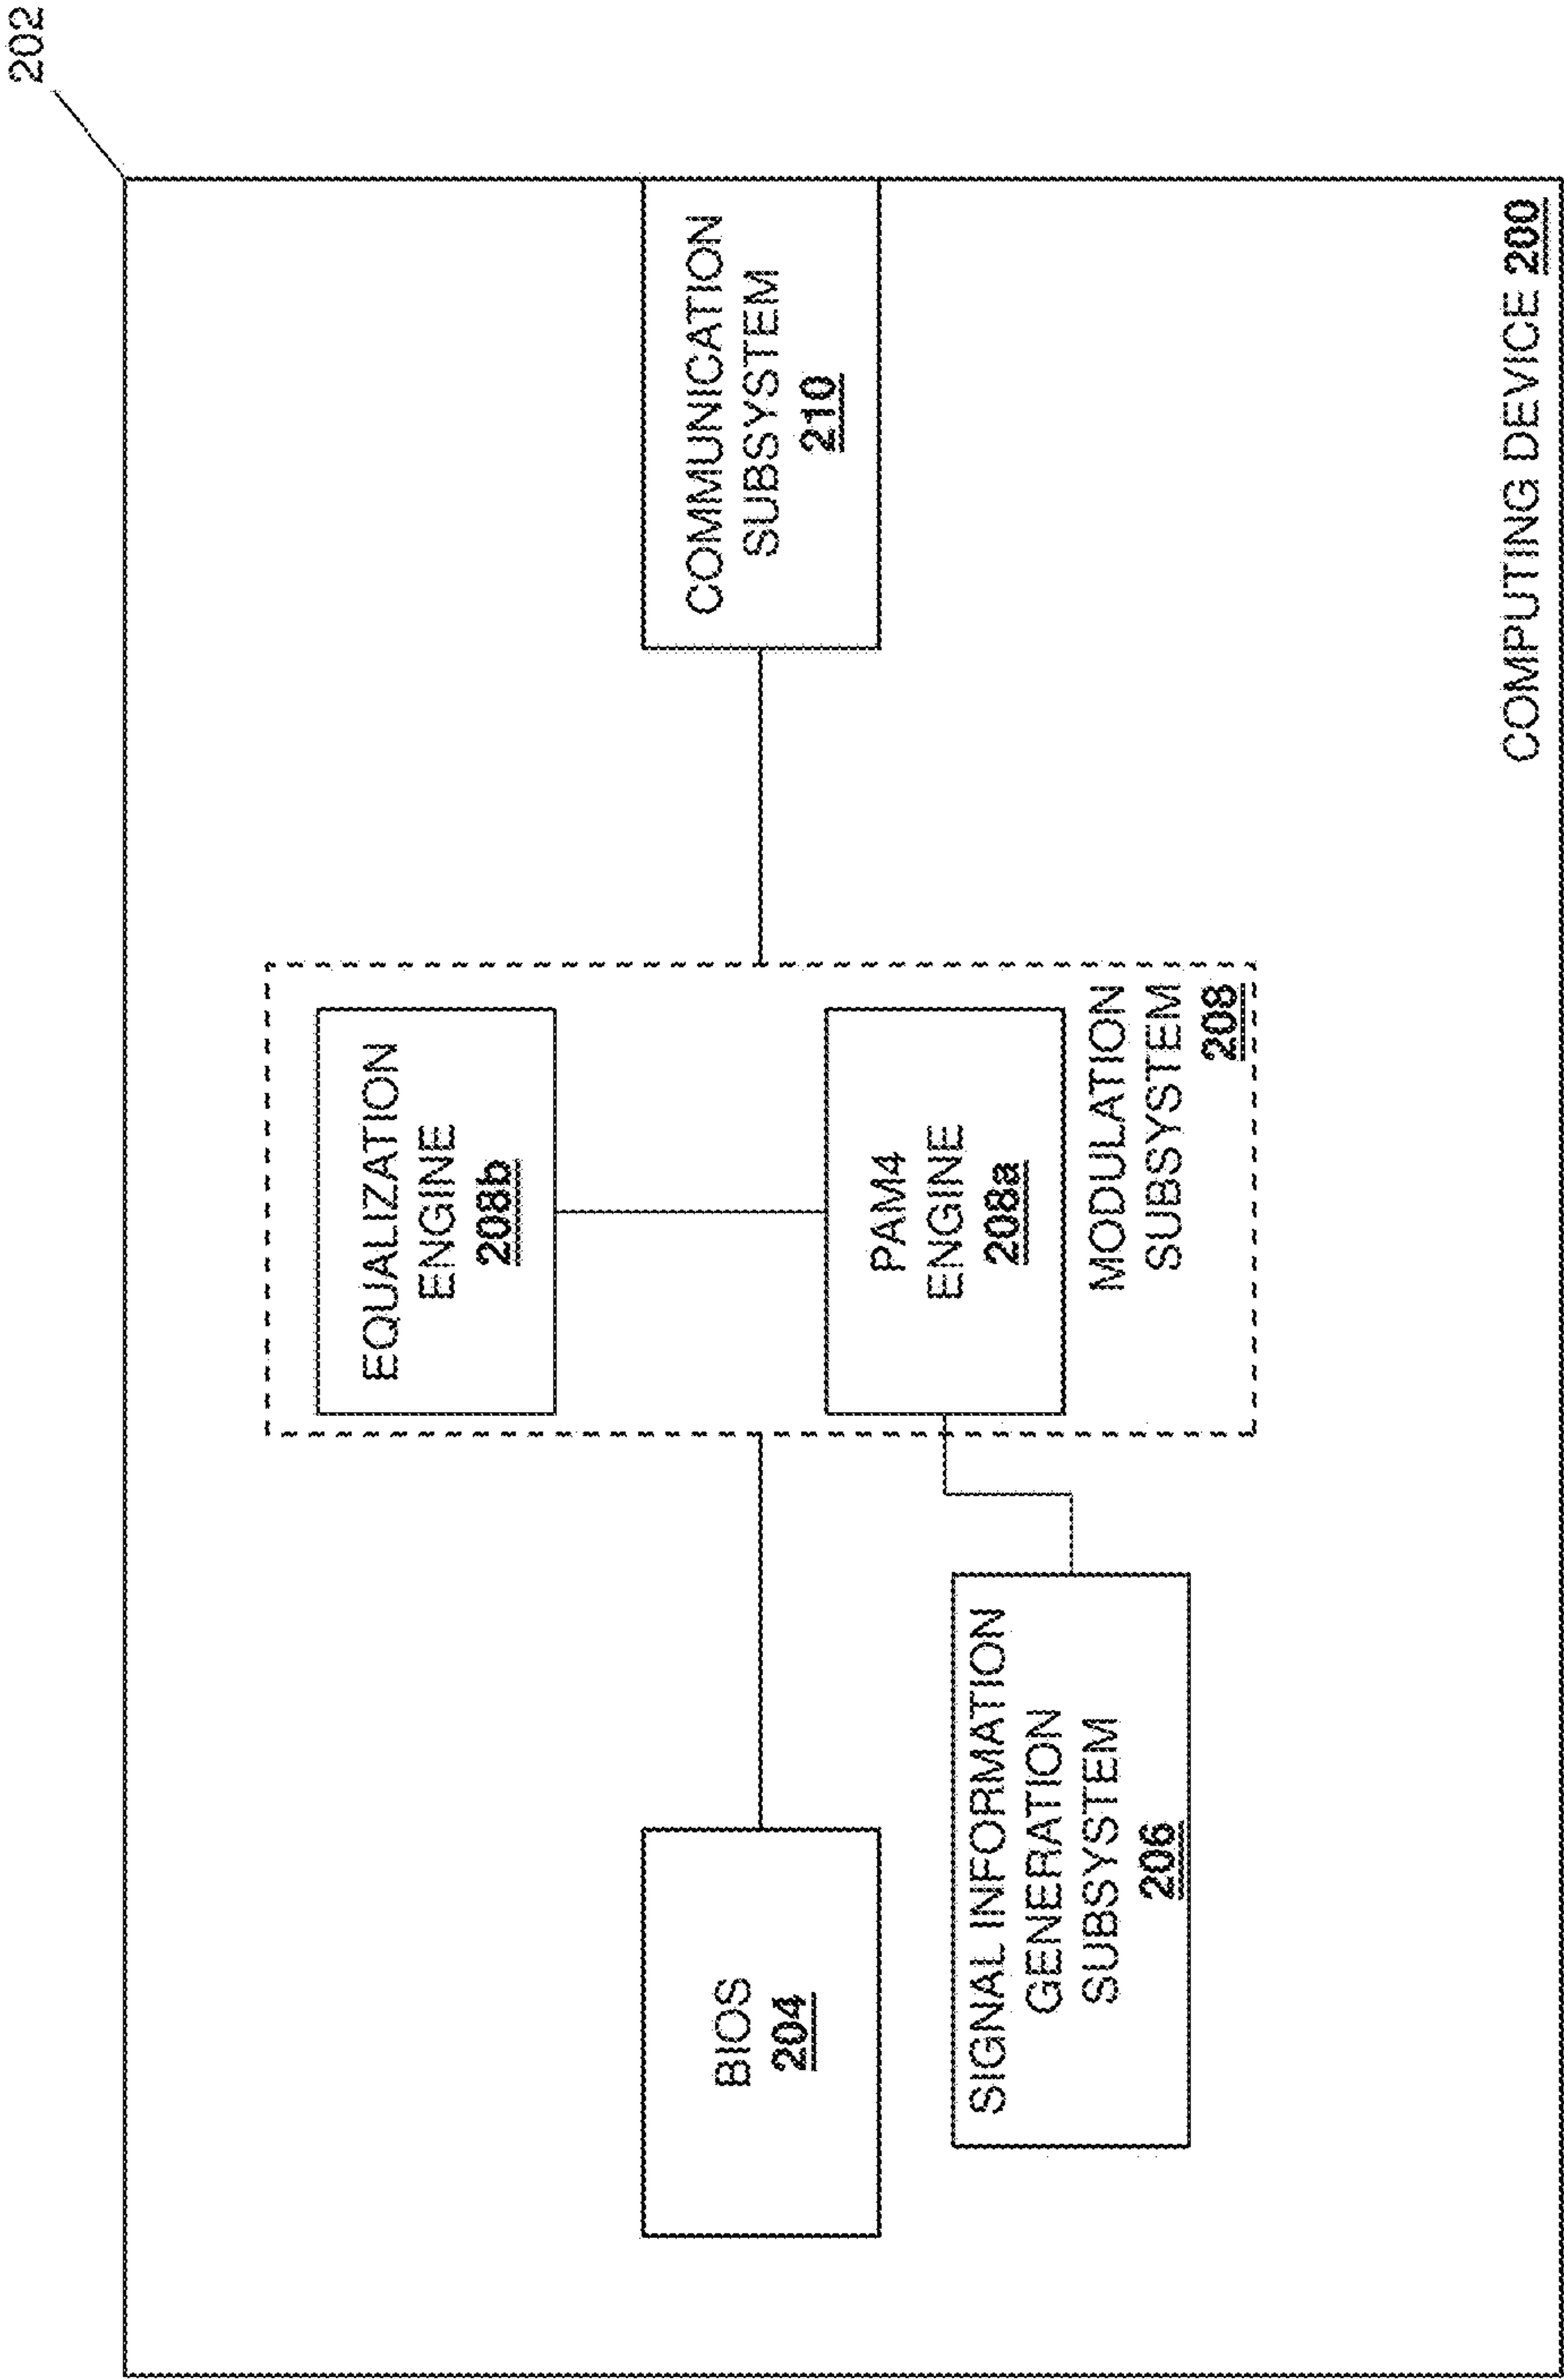 202
EQUALIZATION
ENGINE
208b
BIOS
204
COMMUNICATION
SUBSYSTEM
210
PAM4
ENGINE
208a
SIGNAL INFORMATION
GENERATION
SUBSYSTEM
206
MODULATION
SUBSYSTEM
208
COMPUTING DEVICE 200